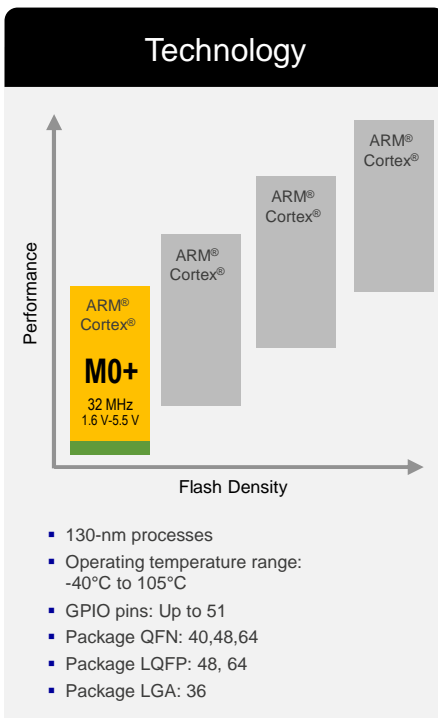 Technology
Performance
ARM®
Cortex®
M0+
32 MHz
1.6 V-5.5 V
ARM®
Cortex®
ARM®
Cortex®
ARM®
Cortex®
Flash Density
▪ 130-nm processes
▪ Operating temperature range:
-40°C to 105°C
▪ GPIO pins: Up to 51
▪ Package QFN: 40,48,64
▪ Package LQFP: 48, 64
▪ Package LGA: 36